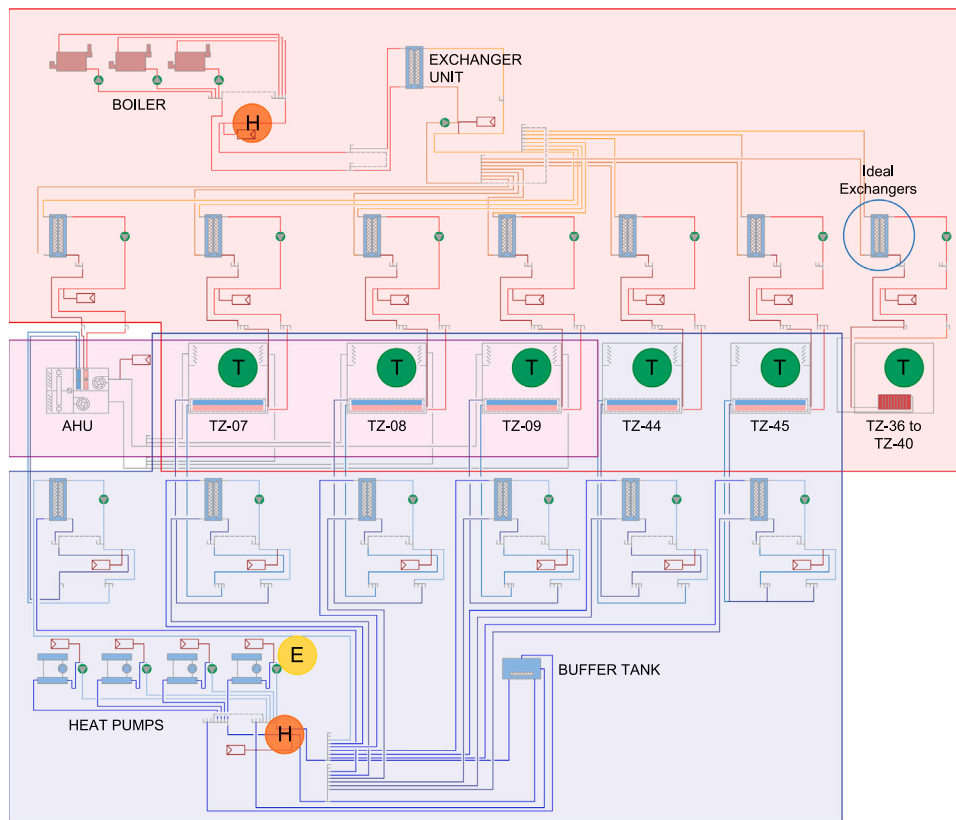 EXCHANGER
UNIT
BOILER
H
Ideal
Exchangers
T
T
T
T
T
T
AHU
TZ-07
TZ-08
TZ-09
TZ-44
TZ-45
TZ-36 to
TZ-40
E
BUFFER TANK
HEAT PUMPS
H